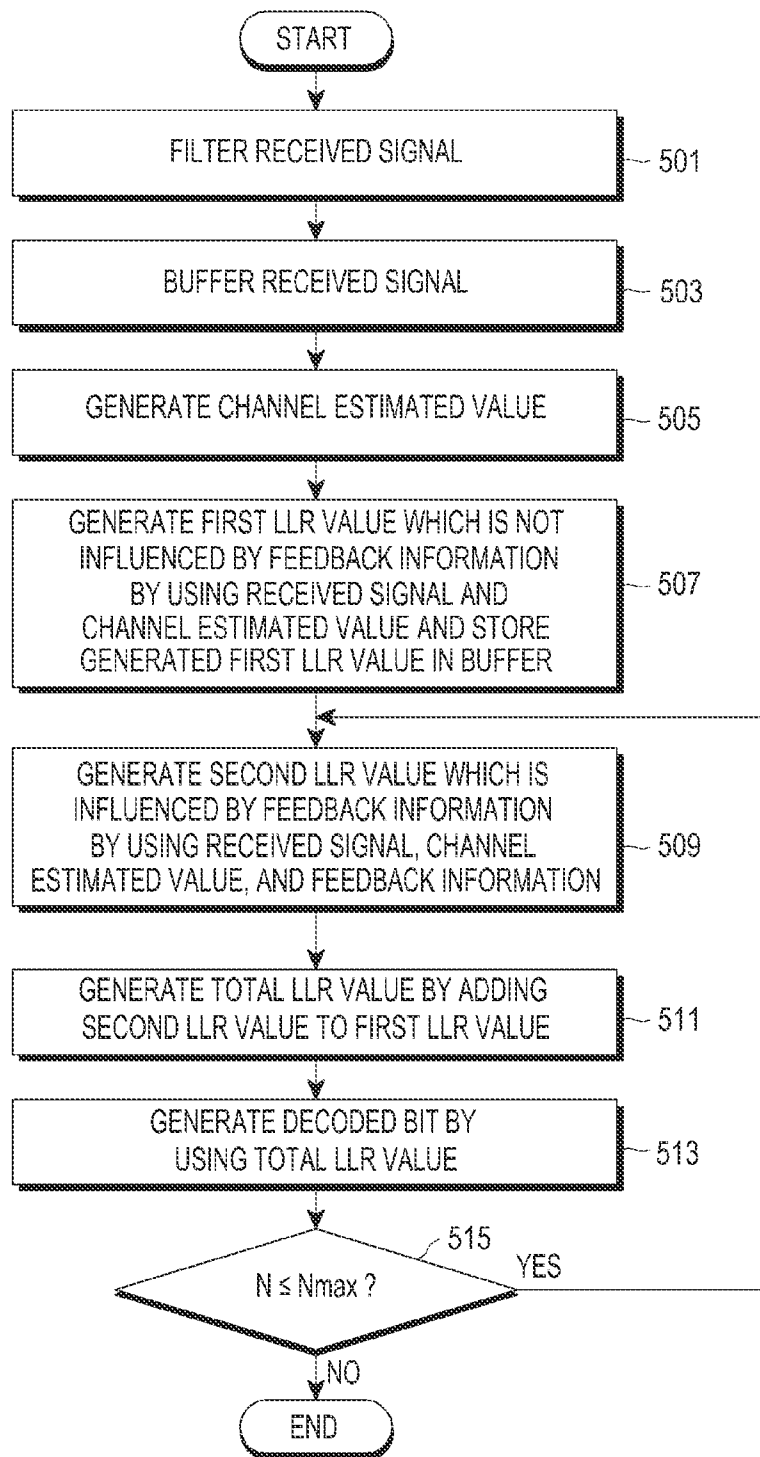 START
FILTER RECEIVED SIGNAL
501
BUFFER RECEIVED SIGNAL
503
GENERATE CHANNEL ESTIMATED VALUE
505
GENERATE FIRST LLR VALUE WHICH IS NOT
INFLUENCED BY FEEDBACK INFORMATION
BY USING RECEIVED SIGNAL AND
CHANNEL ESTIMATED VALUE AND STORE
GENERATED FIRST LLR VALUE IN BUFFER
507
GENERATE SECOND LLR VALUE WHICH IS
INFLUENCED BY FEEDBACK INFORMATION
BY USING RECEIVED SIGNAL, CHANNEL
ESTIMATED VALUE, AND FEEDBACK INFORMATION
509
GENERATE TOTAL LLR VALUE BY ADDING
SECOND LLR VALUE TO FIRST LLR VALUE
511
GENERATE DECODED BIT BY
USING TOTAL LLR VALUE
513
515
YES
N ≤ Nmax ?
NO
END